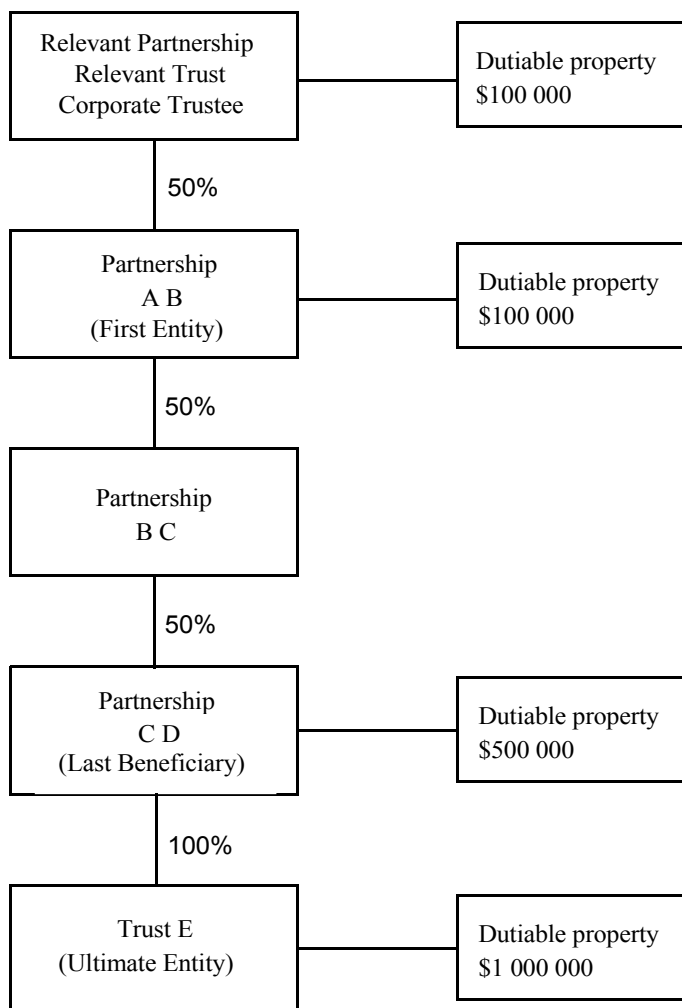 Relevant Partnership
Relevant Trust
Corporate Trustee
Dutiable property
$100 000
50%
Partnership
A B
(First Entity)
Dutiable property
$100 000
50%
Partnership
B C
50%
Partnership
C D
(Last Beneficiary)
Dutiable property
$500 000
100%
Trust E
(Ultimate Entity)
Dutiable property
$1 000 000